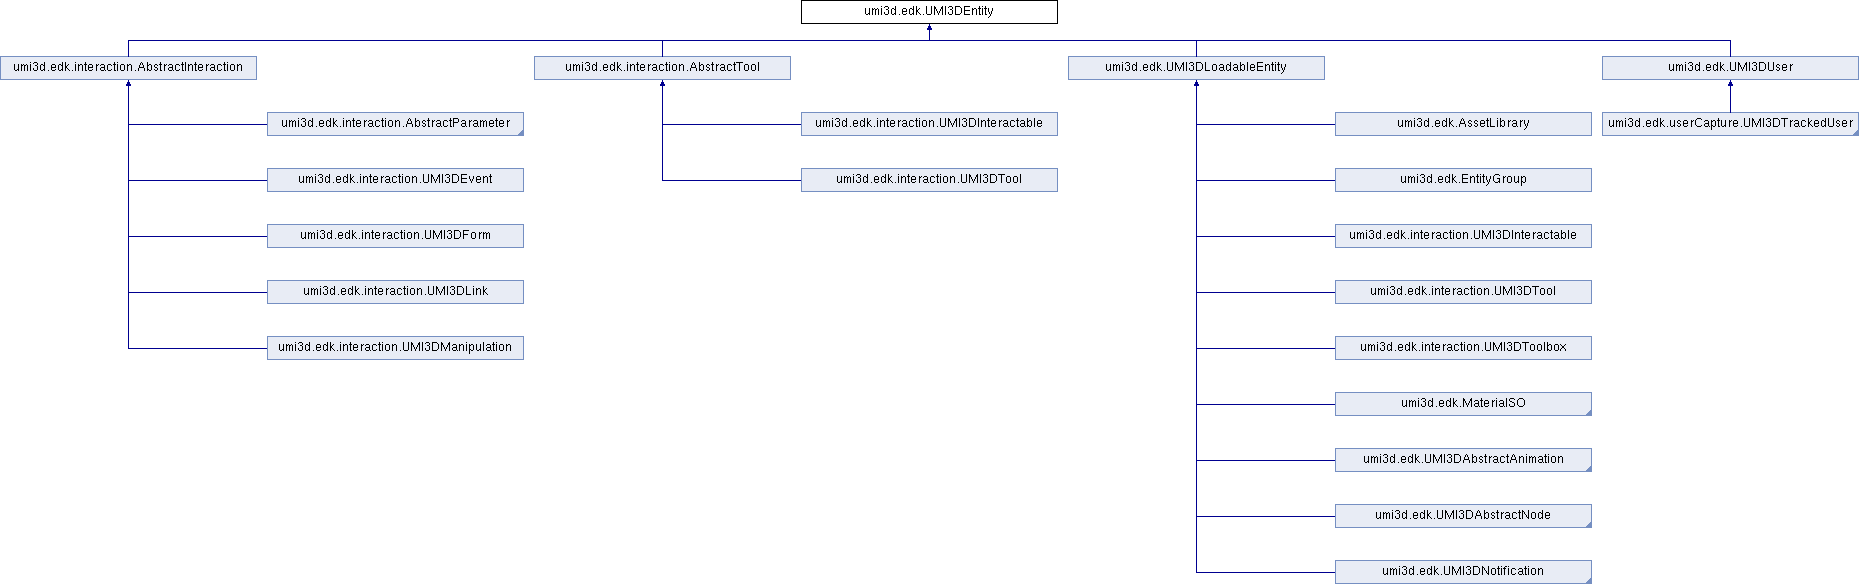 umi3d.edk.UMI3DEntity
umi3d.edk.interaction.AbstractInteraction
umi3d.edk.interaction.AbstractTool
umi3d.edk.UMI3DLoadableEntity
umi3d.edk.UMI3DUser
umi3d.edk.interaction.AbstractParameter
umi3d.edk.interaction.UMI3DInteractable
umi3d.edk.AssetLibrary
umi3d.edk.userCapture.UMI3DTrackedUser
umi3d.edk.interaction.UMI3DEvent
umi3d.edk.interaction.UMI3DTool
umi3d.edk.EntityGroup
umi3d.edk.interaction.UMI3DForm
umi3d.edk.interaction.UMI3DInteractable
umi3d.edk.interaction.UMI3DLink
umi3d.edk.interaction.UMI3DTool
umi3d.edk.interaction.UMI3DManipulation
umi3d.edk.interaction.UMI3DToolbox
umi3d.edk.MaterialSO
umi3d.edk.UMI3DAbstractAnimation
umi3d.edk.UMI3DAbstractNode
umi3d.edk.UMI3DNotification